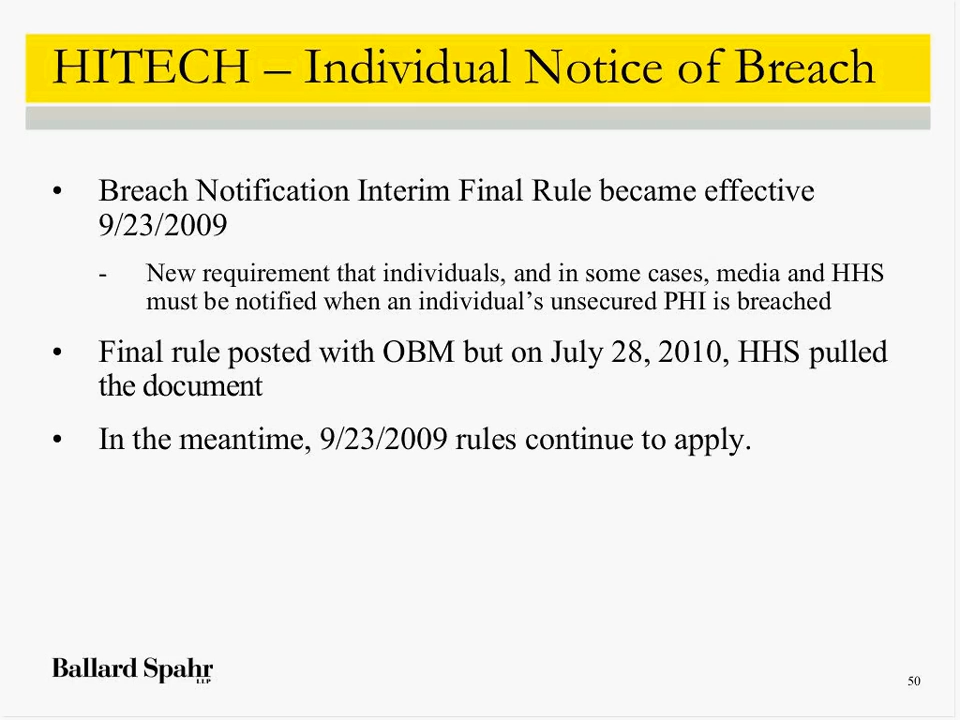 HITECH – Individual Notice of Breach
• Breach Notification Interim Final Rule became effective
9/23/2009
- New requirement that individuals, and in some cases, media and HHS
must be notified when an individual’s unsecured PHI is breached
• Final rule posted with OBM but on July 28, 2010, HHS pulled
the document
• In the meantime, 9/23/2009 rules continue to apply.
Ballard Spahr
LLP
50